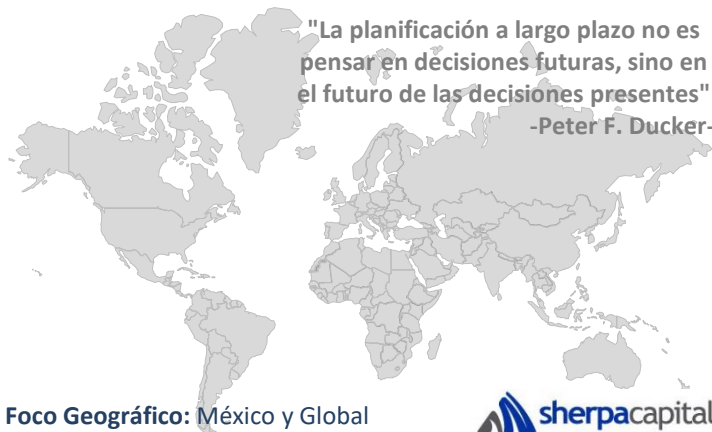 "La planificación a largo plazo no es
pensar en decisiones futuras, sino en
el futuro de las decisiones presentes"
-Peter F. Ducker-
Foco Geográfico: México y Global
sherpacapital